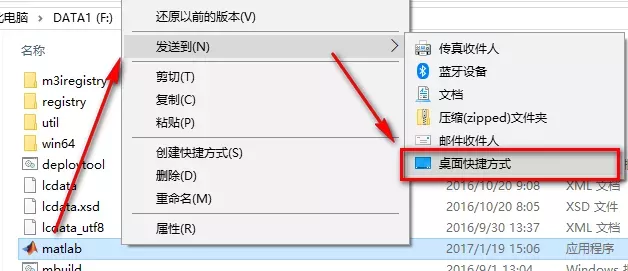 此电脑 › DATA1 (F:)
名称
m3iregistry
registry
util
win64
deploytool
lcdata
lcdata.xsd
lcdata_utf8
matlab
mbuild
还原以前的版本(V)
发送到(N)
剪切(T)
复制(C)
粘贴(P)
创建快捷方式(S)
删除(D)
重命名(M)
属性(R)
传真收件人
蓝牙设备
文档
压缩(zipped)文件夹
邮件收件人
桌面快捷方式
2016/10/20 9:08 XML 文档
2016/10/20 8:20 XSD 文件
2016/9/30 13:37 XML 文档
2017/1/19 15:06 应用程序
2016/9/1 13:04 Windows